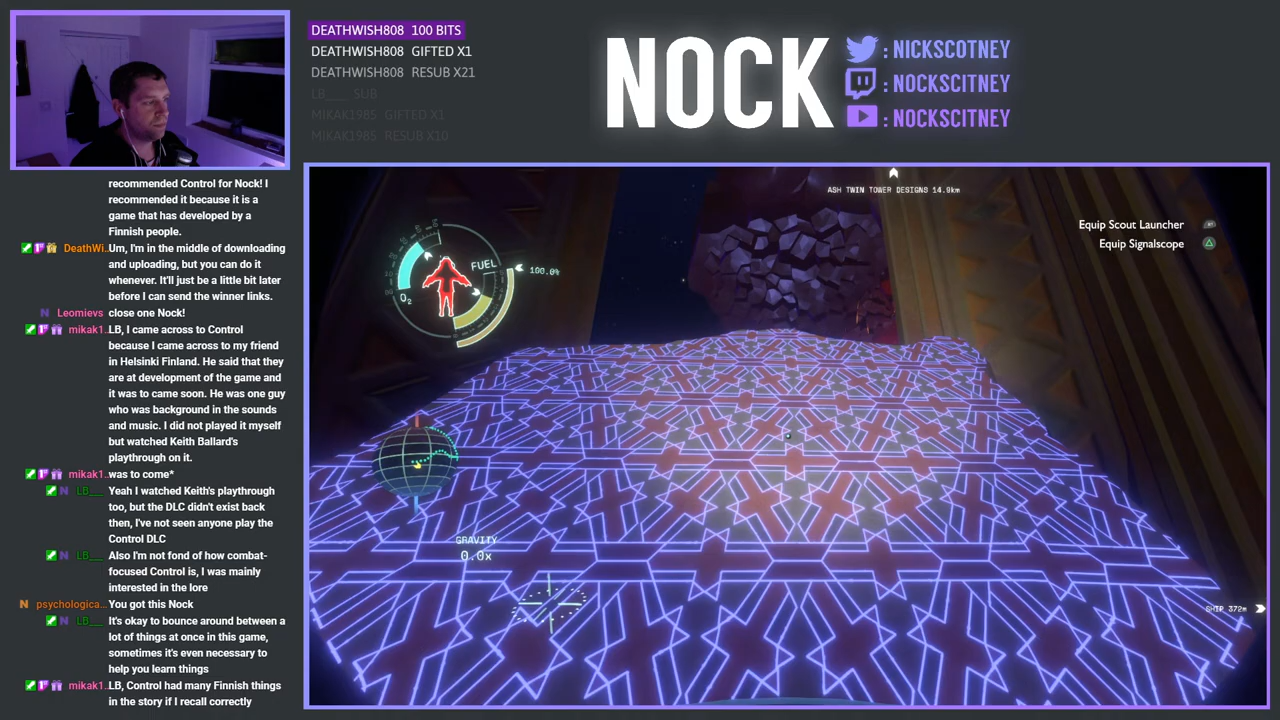 DEATHWISH808 100 BITS
DEATHWISH808 GIFTED X1
DEATHWISH808 RESUB X21
LB___ SUB
MIKAK1985 GIFTED X1
MIKAK1985 RESUB X10
NOCK
: NICKSCOTNEY
: NOCKSCITNEY
: NOCKSCITNEY
recommended Control for Nock! I
recommended it because it is a
game that has developed by a
Finnish people.
DeathWi.. Um, I'm in the middle of downloading
and uploading, but you can do it
whenever. It'll just be a little bit later
before I can send the winner links.
N Leomievs close one Nock!
mikak1.. LB, I came across to Control
because I came across to my friend
in Helsinki Finland. He said that they
are at development of the game and
it was to came soon. He was one guy
who was background in the sounds
and music. I did not played it myself
but watched Keith Ballard's
playthrough on it.
mikak1.. was to come*
N LB___ Yeah I watched Keith's playthrough
too, but the DLC didn't exist back
then, I've not seen anyone play the
Control DLC
N LB___ Also I'm not fond of how combat-
focused Control is, I was mainly
interested in the lore
N psychologica... You got this Nock
N LB___ It's okay to bounce around between a
lot of things at once in this game,
sometimes it's even necessary to
help you learn things
mikak1.. LB, Control had many Finnish things
in the story if I recall correctly
ASH TWIN TOWER DESIGNS 14.9km
Equip Scout Launcher
Equip Signalscope
FUEL
100.0%
O2
GRAVITY
0.0x
SHIP 372m